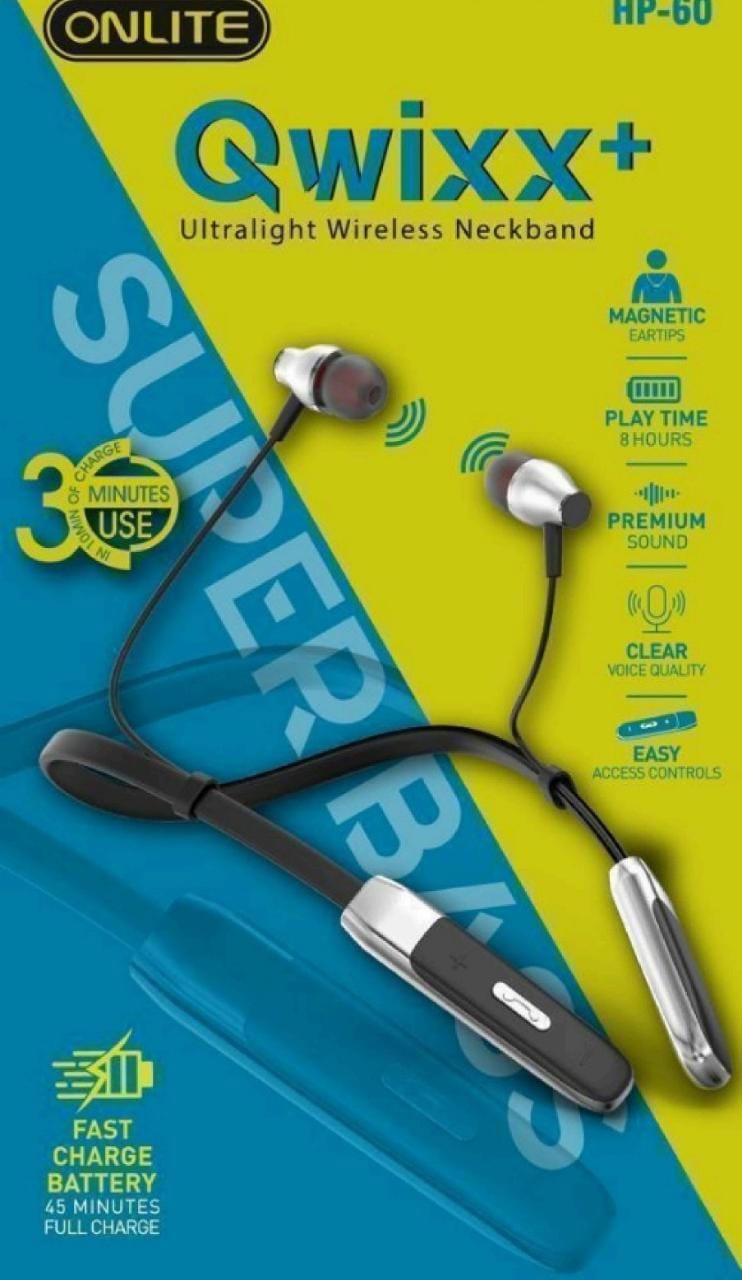 ONLITE
HP-60
Qwixx+
Ultralight Wireless Neckband
MAGNETIC
EARTIPS
PLAY TIME
8 HOURS
PREMIUM
SOUND
CLEAR
VOICE QUALITY
EASY
ACCESS CONTROLS
30
MINUTES
USE
IN 10MIN OF CHARGE
SUPER BASS
FAST
CHARGE
BATTERY
45 MINUTES
FULL CHARGE